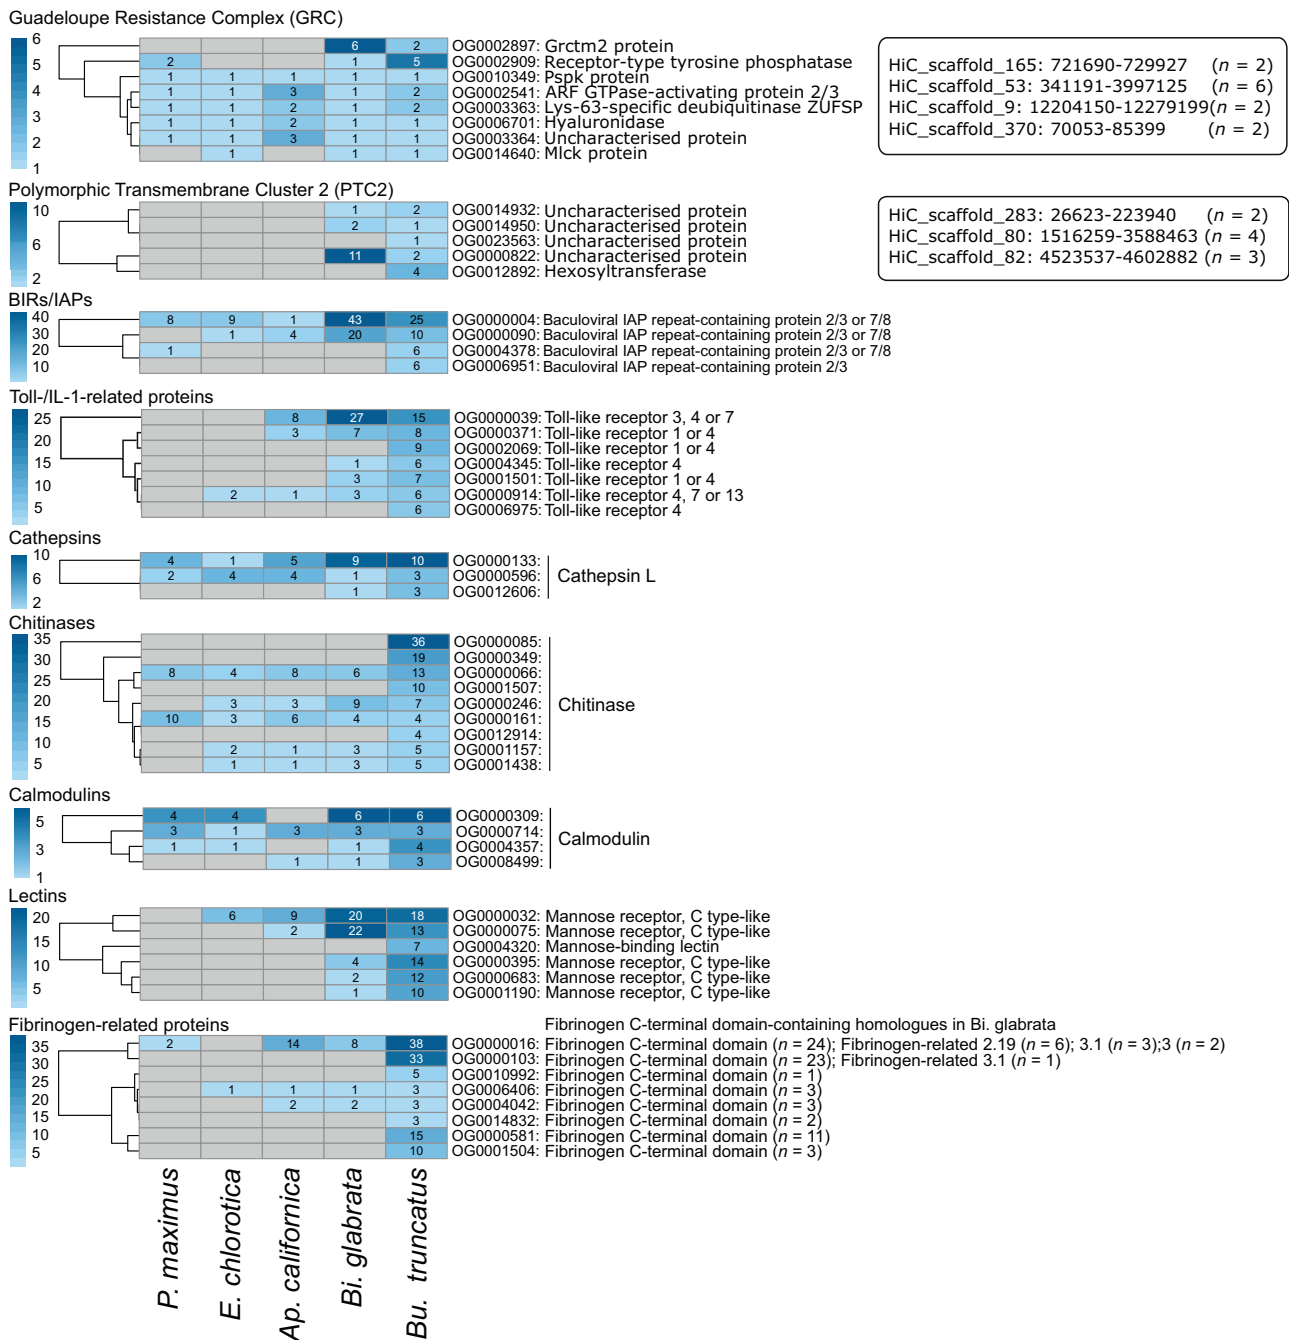 Guadeloupe Resistance Complex (GRC)
6
5
4
3
2
1
6 2 OG0002897: Grctm2 protein
2 1 5 OG0002909: Receptor-type tyrosine phosphatase
1 1 1 1 1 OG0010349: Pspk protein
1 1 3 1 2 OG0002541: ARF GTPase-activating protein 2/3
1 1 2 1 2 OG0003363: Lys-63-specific deubiquitinase ZUFSP
1 1 2 1 1 OG0006701: Hyaluronidase
1 1 3 1 1 OG0003364: Uncharacterised protein
1 1 1 OG0014640: Mlck protein
HiC_scaffold_165: 721690-729927 (n = 2)
HiC_scaffold_53: 341191-3997125 (n = 6)
HiC_scaffold_9: 12204150-12279199(n = 2)
HiC_scaffold_370: 70053-85399 (n = 2)
Polymorphic Transmembrane Cluster 2 (PTC2)
10
6
2
1 2 OG0014932: Uncharacterised protein
2 1 OG0014950: Uncharacterised protein
1 OG0023563: Uncharacterised protein
11 2 OG0000822: Uncharacterised protein
4 OG0012892: Hexosyltransferase
HiC_scaffold_283: 26623-223940 (n = 2)
HiC_scaffold_80: 1516259-3588463 (n = 4)
HiC_scaffold_82: 4523537-4602882 (n = 3)
BIRs/IAPs
40
30
20
10
8 9 1 43 25 OG0000004: Baculoviral IAP repeat-containing protein 2/3 or 7/8
1 4 20 10 OG0000090: Baculoviral IAP repeat-containing protein 2/3 or 7/8
1 6 OG0004378: Baculoviral IAP repeat-containing protein 2/3 or 7/8
6 OG0006951: Baculoviral IAP repeat-containing protein 2/3
Toll-/IL-1-related proteins
25
20
15
10
5
8 27 15 OG0000039: Toll-like receptor 3, 4 or 7
3 7 8 OG0000371: Toll-like receptor 1 or 4
9 OG0002069: Toll-like receptor 1 or 4
1 6 OG0004345: Toll-like receptor 4
3 7 OG0001501: Toll-like receptor 1 or 4
2 1 3 6 OG0000914: Toll-like receptor 4, 7 or 13
6 OG0006975: Toll-like receptor 4
Cathepsins
10
6
2
4 1 5 9 10 OG0000133:
2 4 4 1 3 OG0000596:
1 3 OG0012606:
Cathepsin L
Chitinases
35
30
25
20
15
10
5
36 OG0000085:
19 OG0000349:
8 4 8 6 13 OG0000066:
10 OG0001507:
3 3 9 7 OG0000246:
10 3 6 4 4 OG0000161:
4 OG0012914:
2 1 3 5 OG0001157:
1 1 3 5 OG0001438:
Chitinase
Calmodulins
5
3
1
4 4 6 6 OG0000309:
3 1 3 3 3 OG0000714:
1 1 1 4 OG0004357:
1 1 3 OG0008499:
Calmodulin
Lectins
20
15
10
5
6 9 20 18 OG0000032: Mannose receptor, C type-like
2 22 13 OG0000075: Mannose receptor, C type-like
7 OG0004320: Mannose-binding lectin
4 14 OG0000395: Mannose receptor, C type-like
2 12 OG0000683: Mannose receptor, C type-like
1 10 OG0001190: Mannose receptor, C type-like
Fibrinogen-related proteins
Fibrinogen C-terminal domain-containing homologues in Bi. glabrata
35
30
25
20
15
10
5
2 14 8 38 OG0000016: Fibrinogen C-terminal domain (n = 24); Fibrinogen-related 2.19 (n = 6); 3.1 (n = 3);3 (n = 2)
33 OG0000103: Fibrinogen C-terminal domain (n = 23); Fibrinogen-related 3.1 (n = 1)
5 OG0010992: Fibrinogen C-terminal domain (n = 1)
1 1 1 3 OG0006406: Fibrinogen C-terminal domain (n = 3)
2 2 3 OG0004042: Fibrinogen C-terminal domain (n = 3)
3 OG0014832: Fibrinogen C-terminal domain (n = 2)
15 OG0000581: Fibrinogen C-terminal domain (n = 11)
10 OG0001504: Fibrinogen C-terminal domain (n = 3)
P. maximus
E. chlorotica
Ap. californica
Bi. glabrata
Bu. truncatus